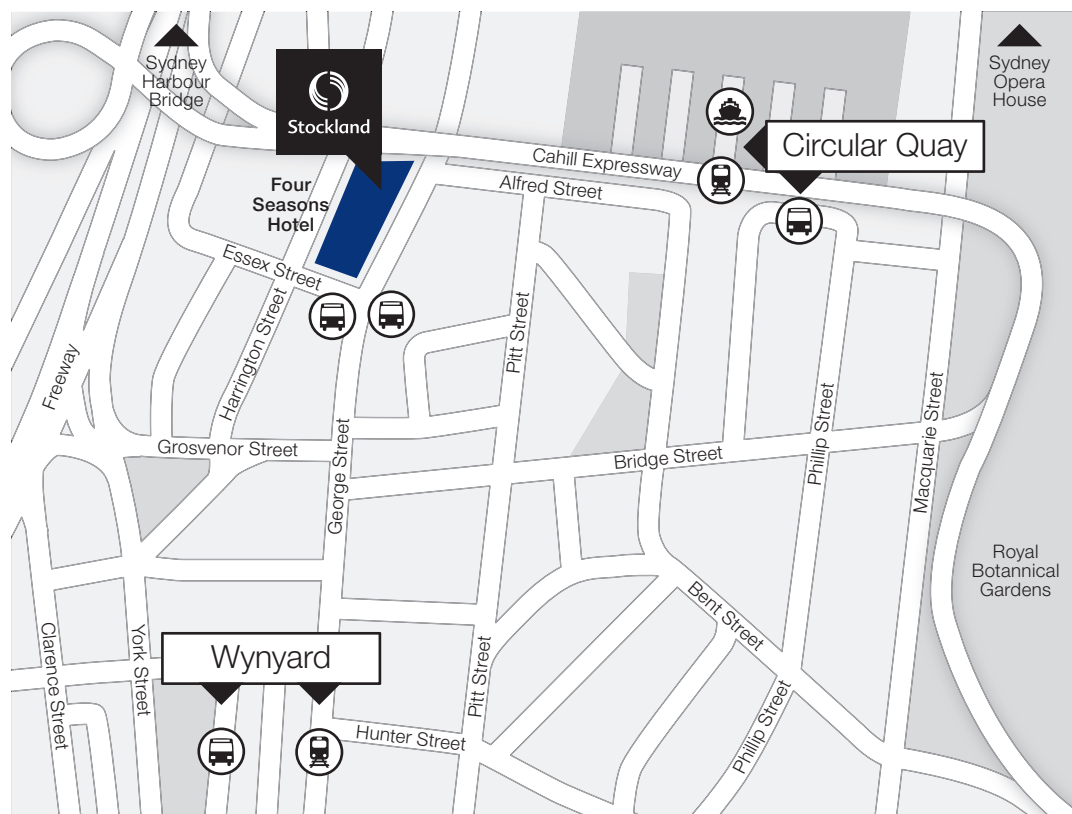 Sydney
Harbour
Bridge
Sydney
Opera
House
Stockland
Circular Quay
Cahill Expressway
Alfred Street
Four
Seasons
Hotel
Essex Street
Harrington Street
Pitt Street
Freeway
Phillip Street
Macquarie Street
Grosvenor Street
George Street
Bridge Street
Royal
Botannical
Gardens
Bent Street
Clarence Street
York Street
Wynyard
Pitt Street
Phillip Street
Hunter Street